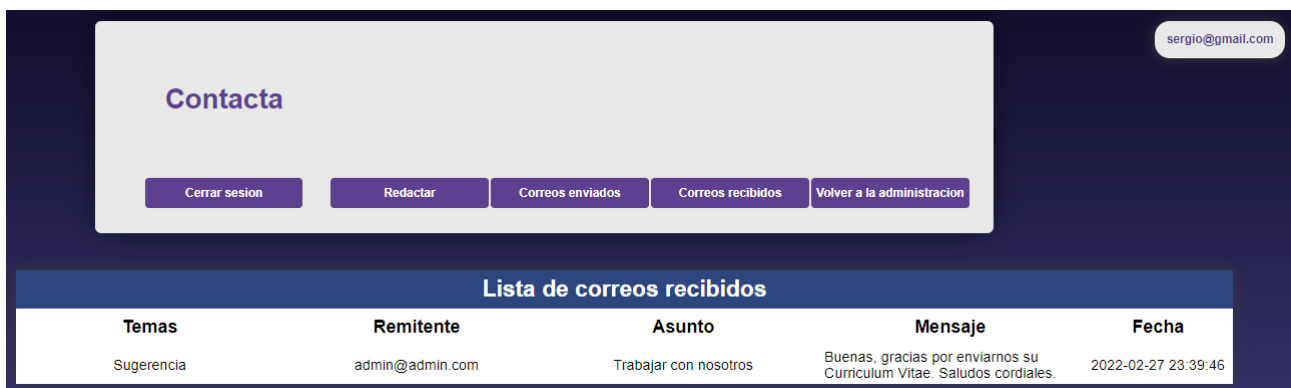 sergio@gmail.com
Contacta
Cerrar sesion Redactar Correos enviados Correos recibidos Volver a la administracion
Lista de correos recibidos
Temas Remitente Asunto Mensaje Fecha
Sugerencia admin@admin.com Trabajar con nosotros Buenas, gracias por enviarnos su
Curriculum Vitae. Saludos cordiales. 2022-02-27 23:39:46